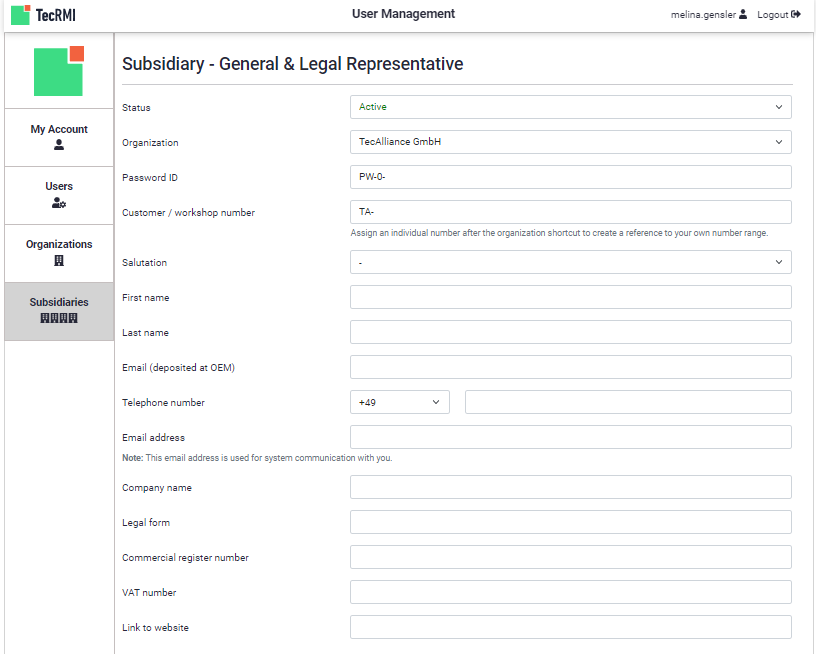 TecRMI
User Management
melina.gensler
Logout
My Account
Users
Organizations
Subsidiaries
Subsidiary - General & Legal Representative
Status
Active
Organization
TecAlliance GmbH
Password ID
PW-0-
Customer / workshop number
TA-
Assign an individual number after the organization shortcut to create a reference to your own number range.
Salutation
-
First name
Last name
Email (deposited at OEM)
Telephone number
+49
Email address
Note: This email address is used for system communication with you.
Company name
Legal form
Commercial register number
VAT number
Link to website